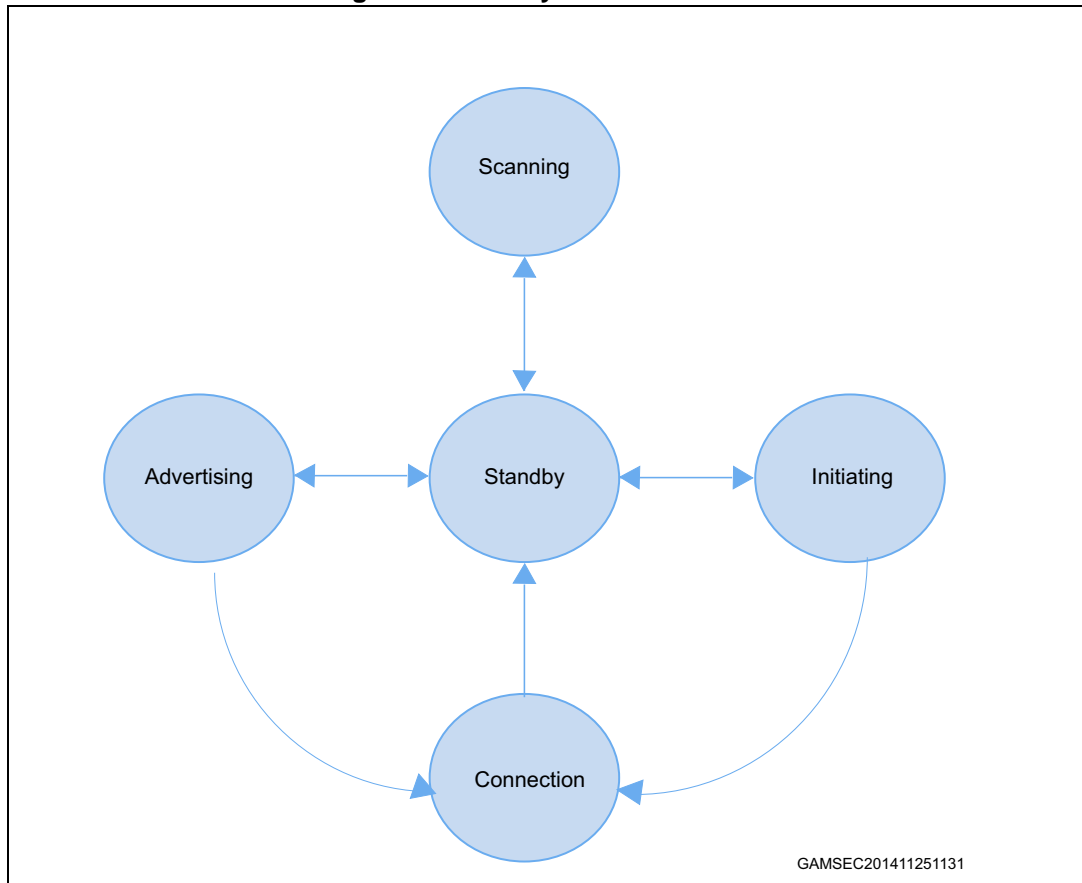 Scanning
Advertising
Standby
Initiating
Connection
GAMSEC201411251131